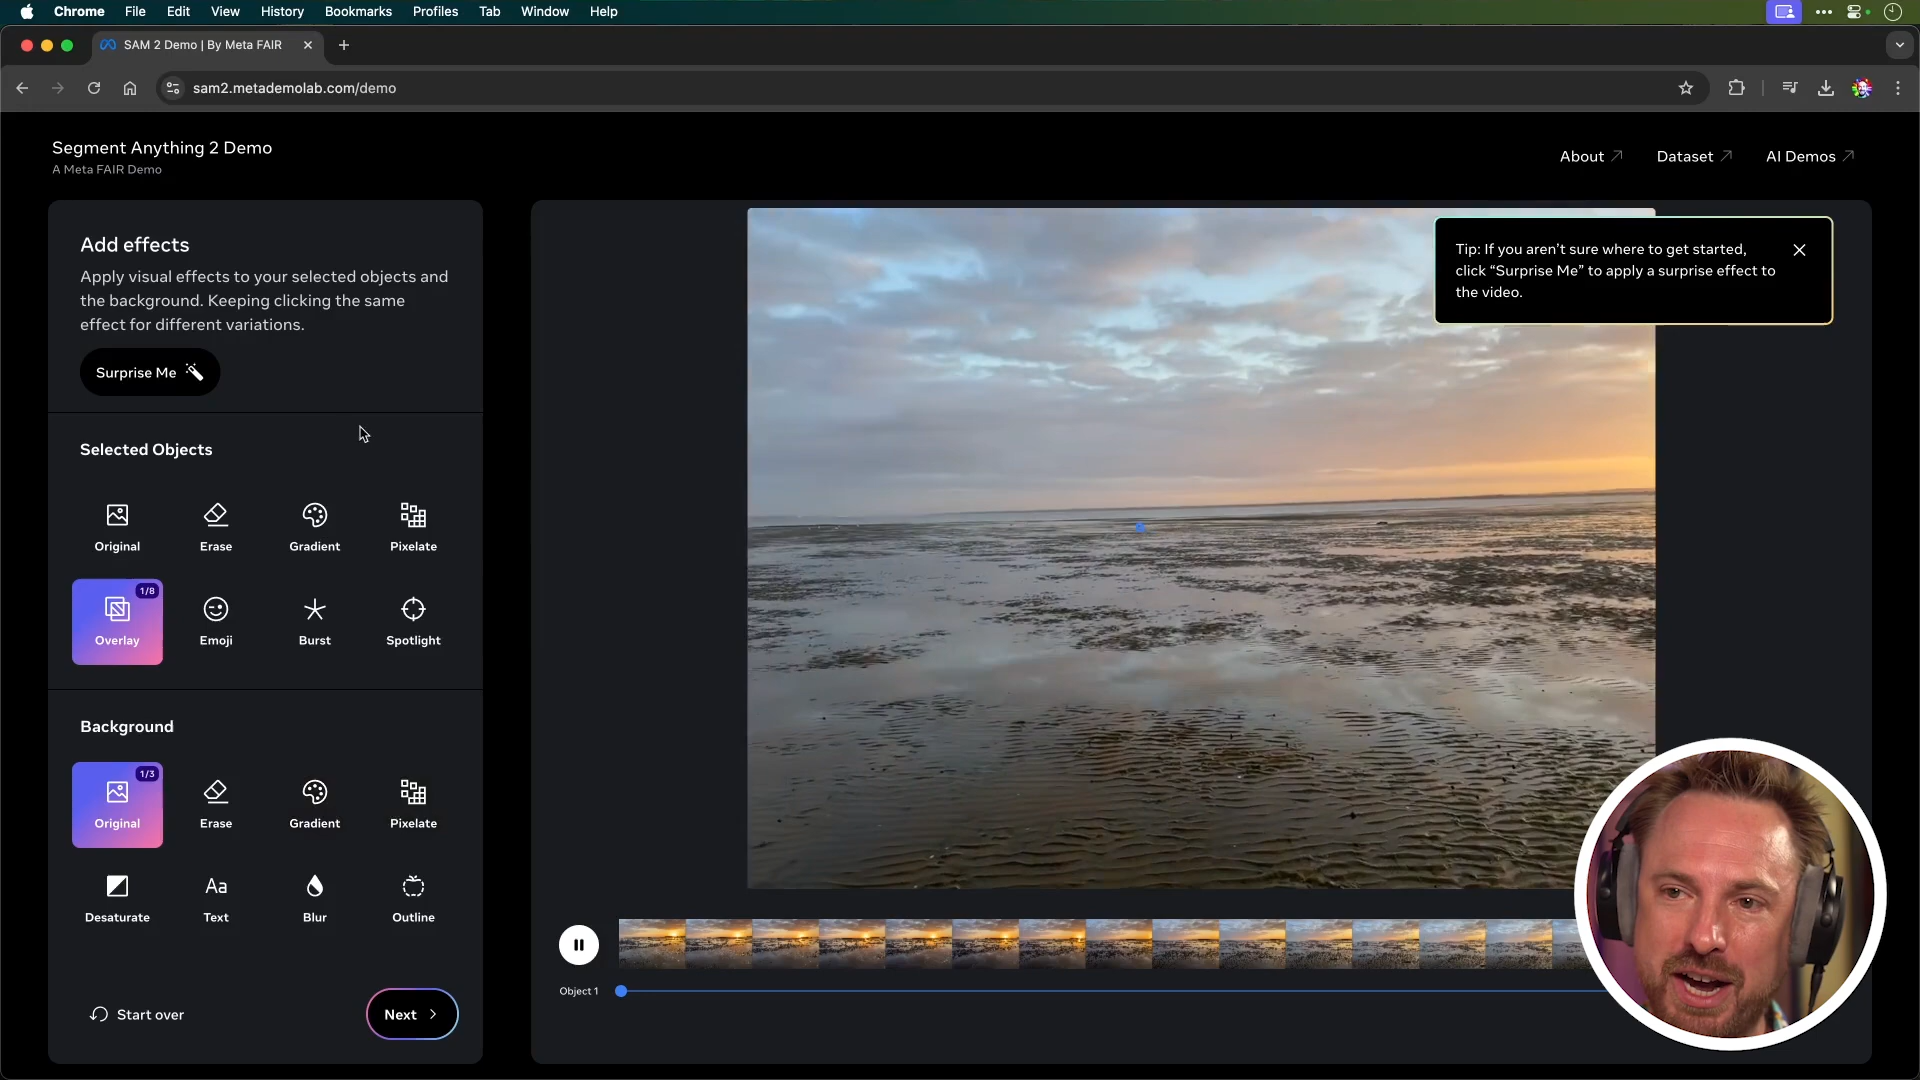 Chrome File Edit View History Bookmarks Profiles Tab Window Help
SAM 2 Demo | By Meta FAIR
sam2.metademolab.com/demo
Segment Anything 2 Demo
A Meta FAIR Demo
About Dataset AI Demos
Add effects
Apply visual effects to your selected objects and
the background. Keeping clicking the same
effect for different variations.
Surprise Me
Tip: If you aren’t sure where to get started,
click “Surprise Me” to apply a surprise effect to
the video.
Selected Objects
Original Erase Gradient Pixelate
1/8
Overlay Emoji Burst Spotlight
Background
1/3
Original Erase Gradient Pixelate
Aa
Desaturate Text Blur Outline
Object 1
Start over Next